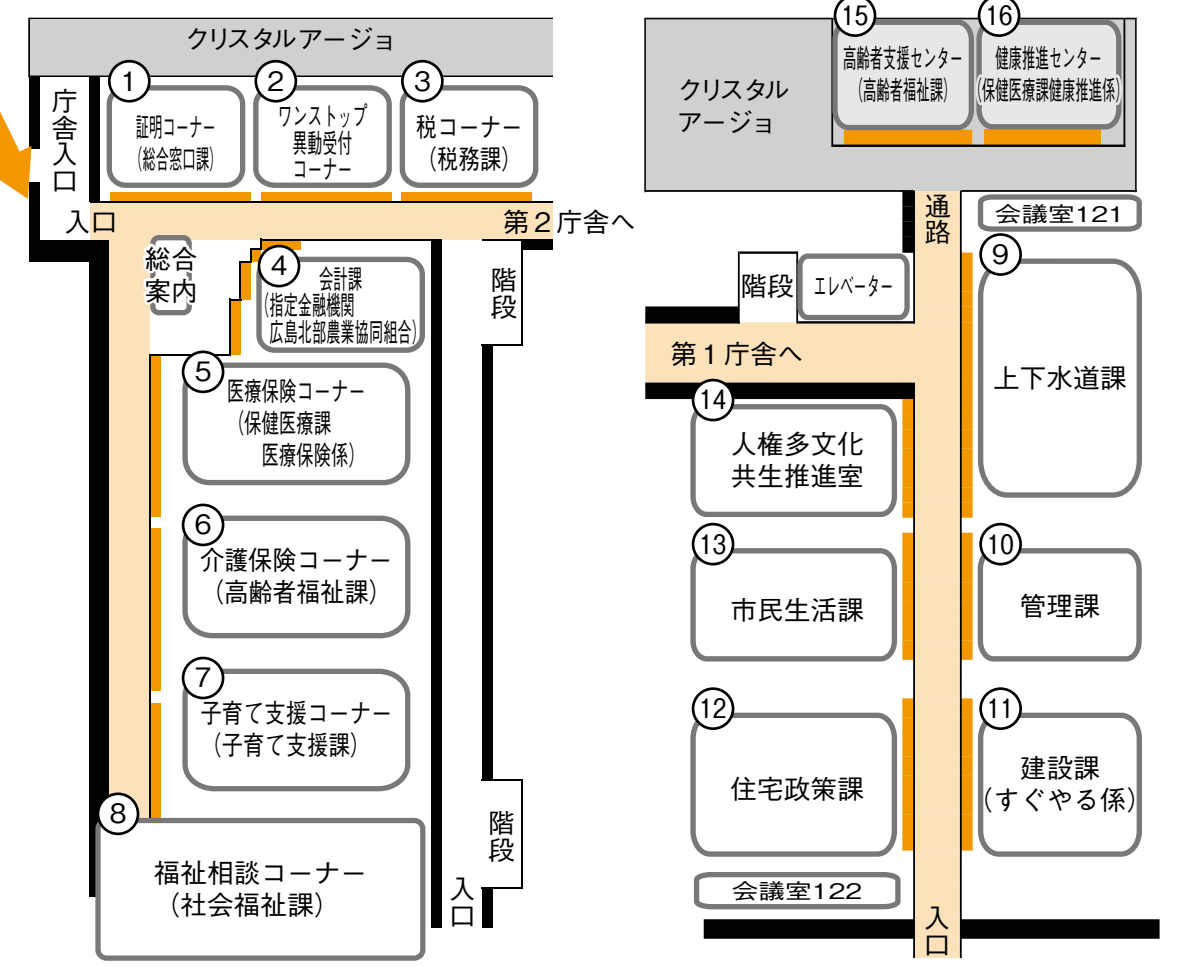 クリスタルアージョ
庁舎入口
①
証明コーナー
(総合窓口課)
②
ワンストップ
異動受付
コーナー
③
税コーナー
(税務課)
入口
第2庁舎へ
総合
案内
④
会計課
(指定金融機関
広島北部農業協同組合)
階段
⑤
医療保険コーナー
(保健医療課
医療保険係)
⑥
介護保険コーナー
(高齢者福祉課)
⑦
子育て支援コーナー
(子育て支援課)
⑧
福祉相談コーナー
(社会福祉課)
階段
入口
クリスタル
アージョ
⑮
高齢者支援センター
(高齢者福祉課)
⑯
健康推進センター
(保健医療課健康推進係)
通路
会議室121
階段
エレベーター
⑨
上下水道課
第1庁舎へ
⑭
人権多文化
共生推進室
⑬
市民生活課
⑩
管理課
⑫
住宅政策課
⑪
建設課
(すぐやる係)
会議室122
入口